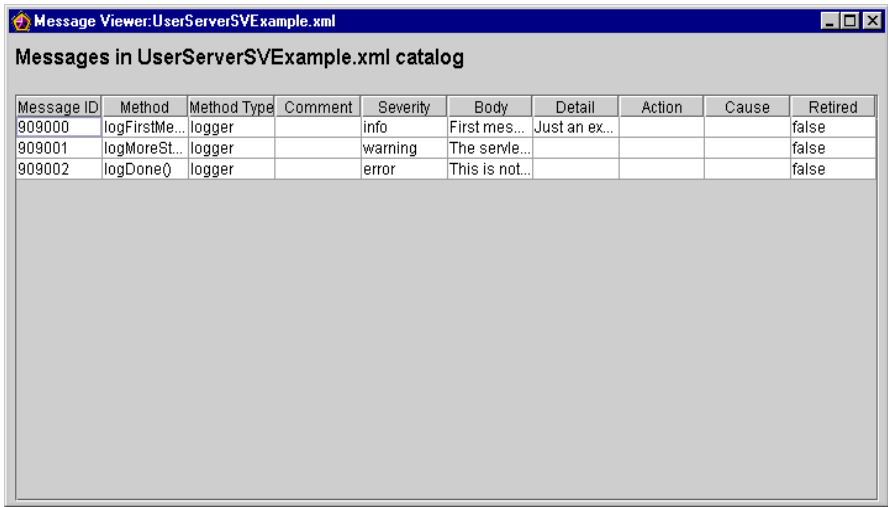 Message Viewer:UserServerSVExample.xml
Messages in UserServerSVExample.xml catalog
Message ID Method Method Type Comment Severity Body Detail Action Cause Retired
909000 logFirstMe... logger info First mes... Just an ex... false
909001 logMoreSt... logger warning The servle... false
909002 logDone() logger error This is not... false